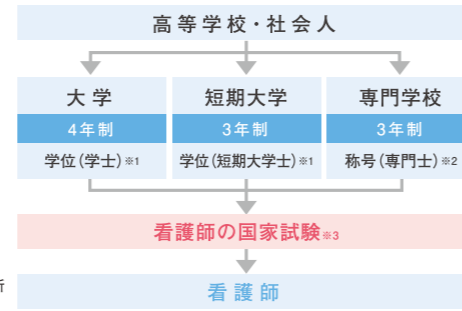 高等学校・社会人
大学 短期大学 専門学校
4年制 3年制 3年制
学位(学士)※1 学位(短期大学士)※1 称号(専門士)※2
看護師の国家試験※3
看護師